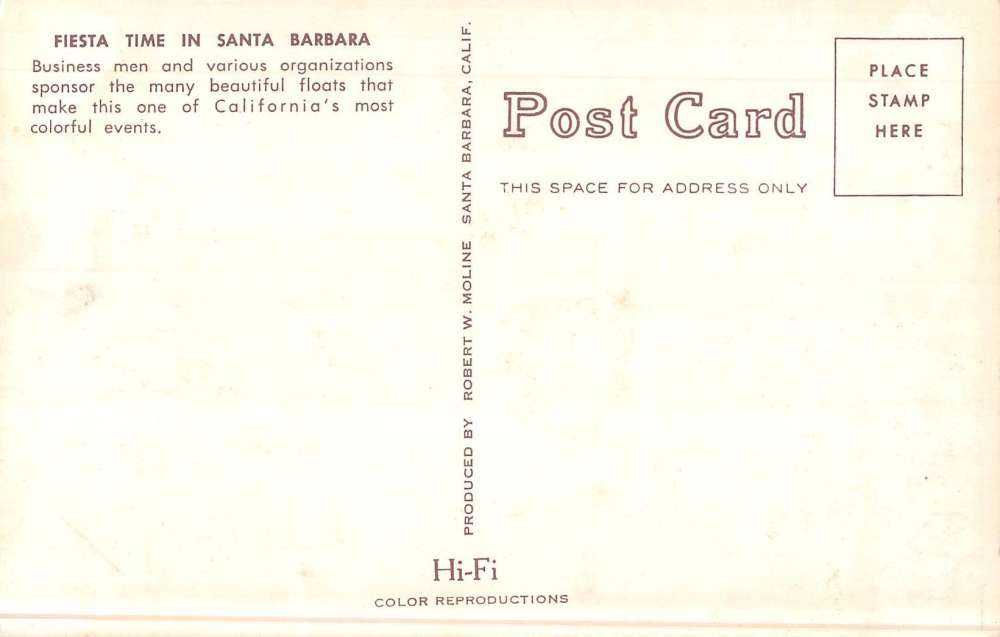 FIESTA TIME IN SANTA BARBARA
Business men and various organizations
sponsor the many beautiful floats that
make this one of California's most
colorful events.
PRODUCED BY ROBERT W. MOLINE SANTA BARBARA, CALIF.
Post Card
THIS SPACE FOR ADDRESS ONLY
PLACE
STAMP
HERE
Hi-Fi
COLOR REPRODUCTIONS